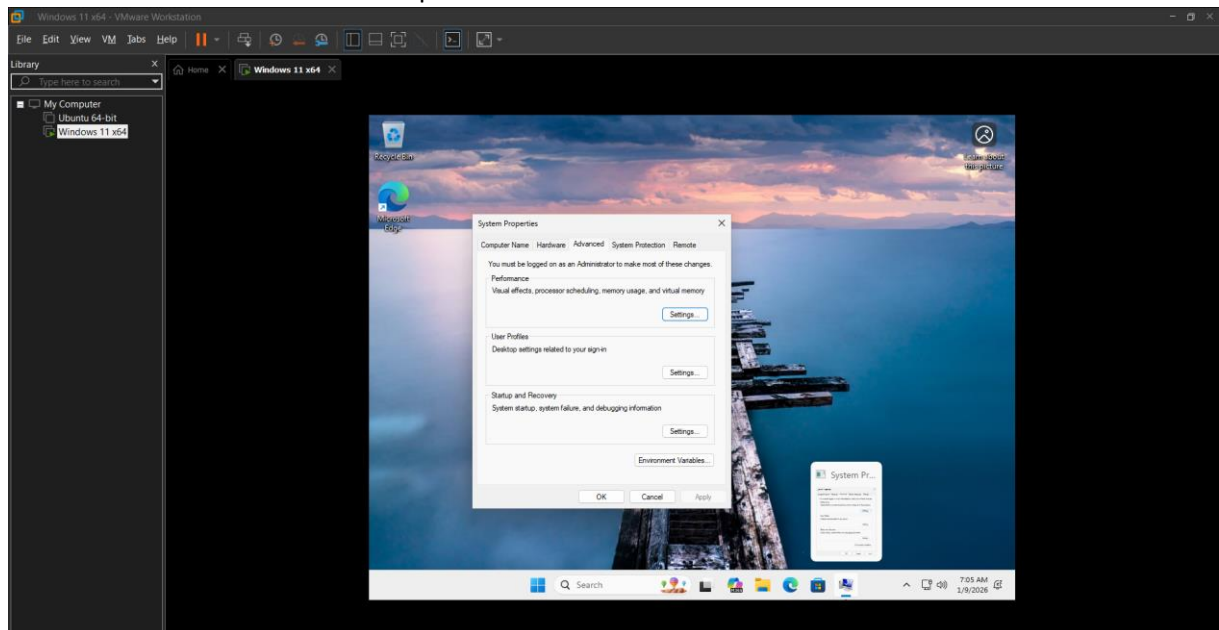 Windows 11 x64 - VMware Workstation
File Edit View VM Tabs Help
Library
Type here to search
My Computer
Ubuntu 64-bit
Windows 11 x64
Home
Windows 11 x64
Recycle Bin
Learn about
this picture
Microsoft
Edge
System Properties
Computer Name Hardware Advanced System Protection Remote
You must be logged on as an Administrator to make most of these changes.
Performance
Visual effects, processor scheduling, memory usage, and virtual memory
Settings...
User Profiles
Desktop settings related to your sign-in
Settings...
Startup and Recovery
System startup, system failure, and debugging information
Settings...
Environment Variables...
OK Cancel Apply
System Pr...
Search
7:05 AM
1/9/2026